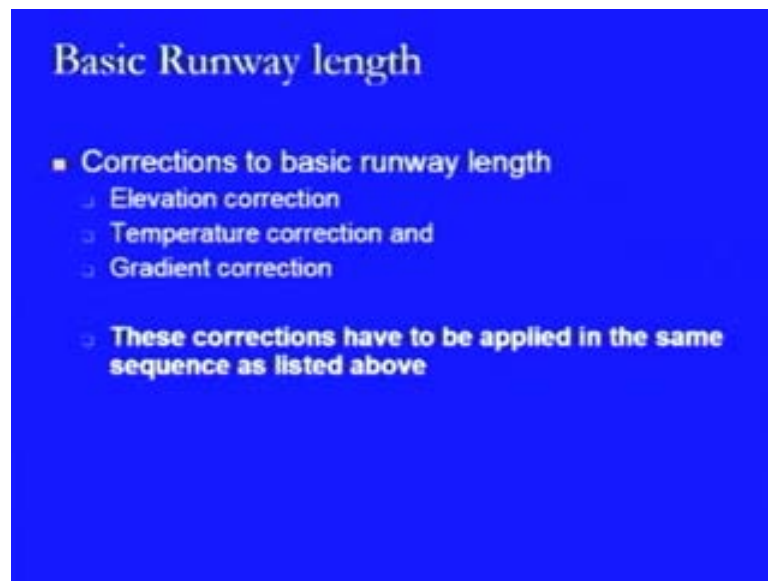 Basic Runway length
Corrections to basic runway length
Elevation correction
Temperature correction and
Gradient correction
These corrections have to be applied in the same
sequence as listed above